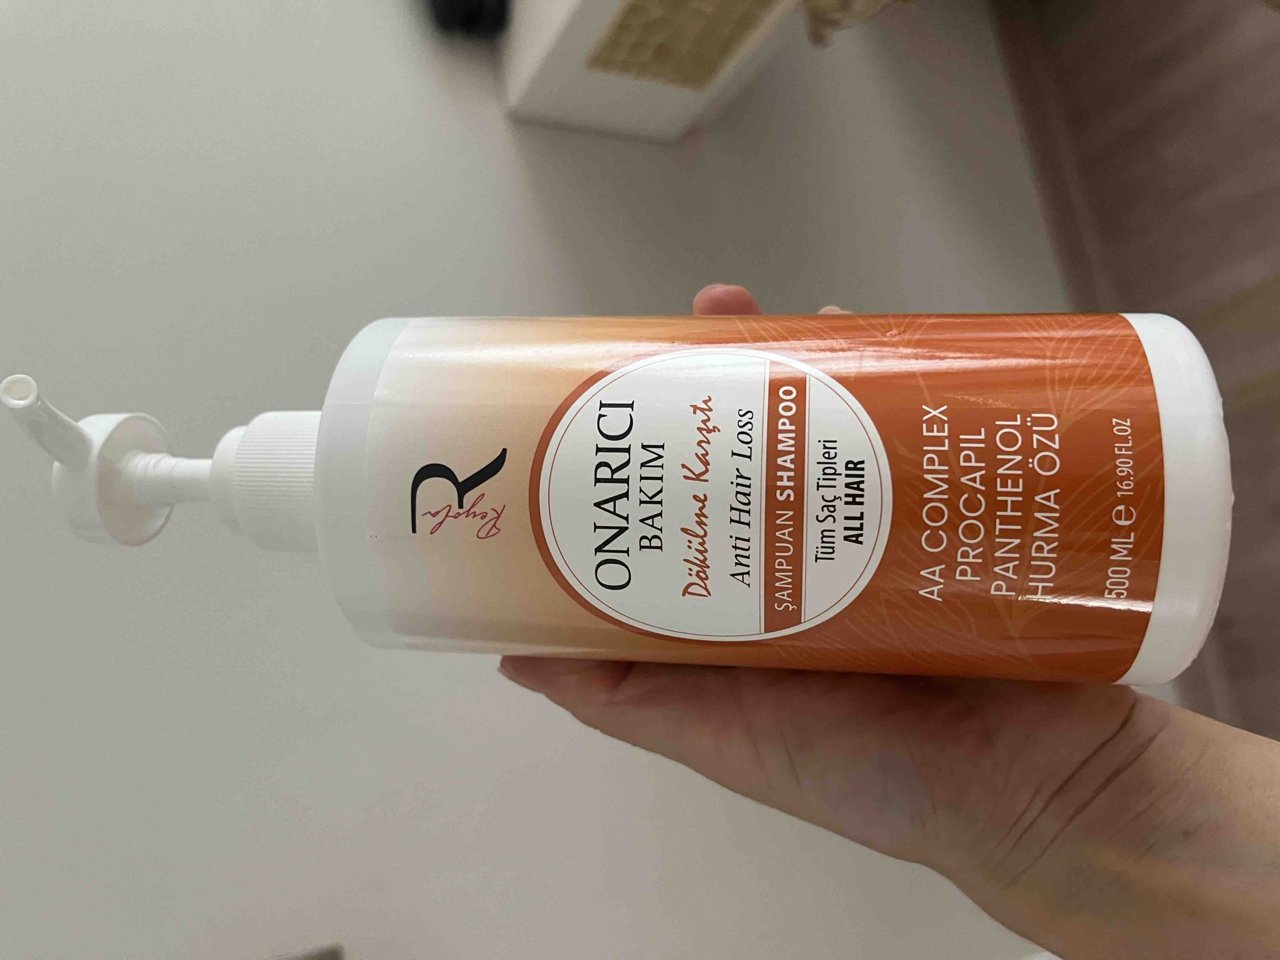 R
Reyola
ONARICI
BAKIM
Dökülme Karşıtı
Anti Hair Loss
ŞAMPUAN SHAMPOO
Tüm Saç Tipleri
ALL HAIR
AA COMPLEX
PROCAPIL
PANTHENOL
HURMA ÖZÜ
500 ML e 16.90 FL.OZ